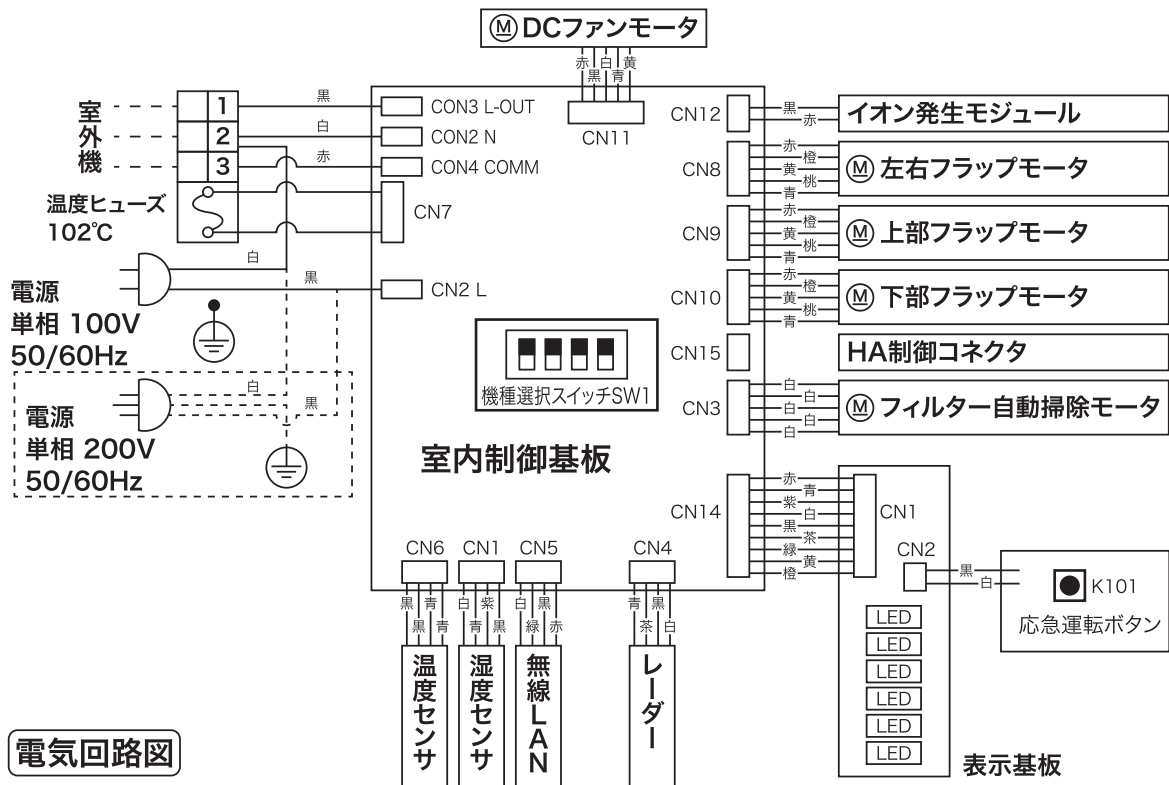 Ⓜ DCファンモータ
赤 白 黄
黒 青
CN11
室外機
1
2
3
黒
白
赤
CON3 L-OUT
CON2 N
CON4 COMM
CN7
温度ヒューズ
102℃
白
黒
CN2 L
電源
単相 100V
50/60Hz
白
黒
電源
単相 200V
50/60Hz
機種選択スイッチSW1
室内制御基板
CN12
黒
赤
イオン発生モジュール
CN8
赤
橙
黄
桃
青
Ⓜ 左右フラップモータ
CN9
赤
橙
黄
桃
青
Ⓜ 上部フラップモータ
CN10
赤
橙
黄
桃
青
Ⓜ 下部フラップモータ
CN15
HA制御コネクタ
CN3
白
白
白
白
白
Ⓜ フィルター自動掃除モータ
CN14
赤
青
紫
白
黒
茶
緑
黄
橙
CN1
CN2
黒
白
K101
応急運転ボタン
LED
LED
LED
LED
LED
LED
表示基板
CN6
黒 青
黒 青
温度センサ
CN1
白 紫
青 黒
湿度センサ
CN5
白 黒
緑 赤
無線LAN
CN4
青 黒
茶 白
レーダー
電気回路図